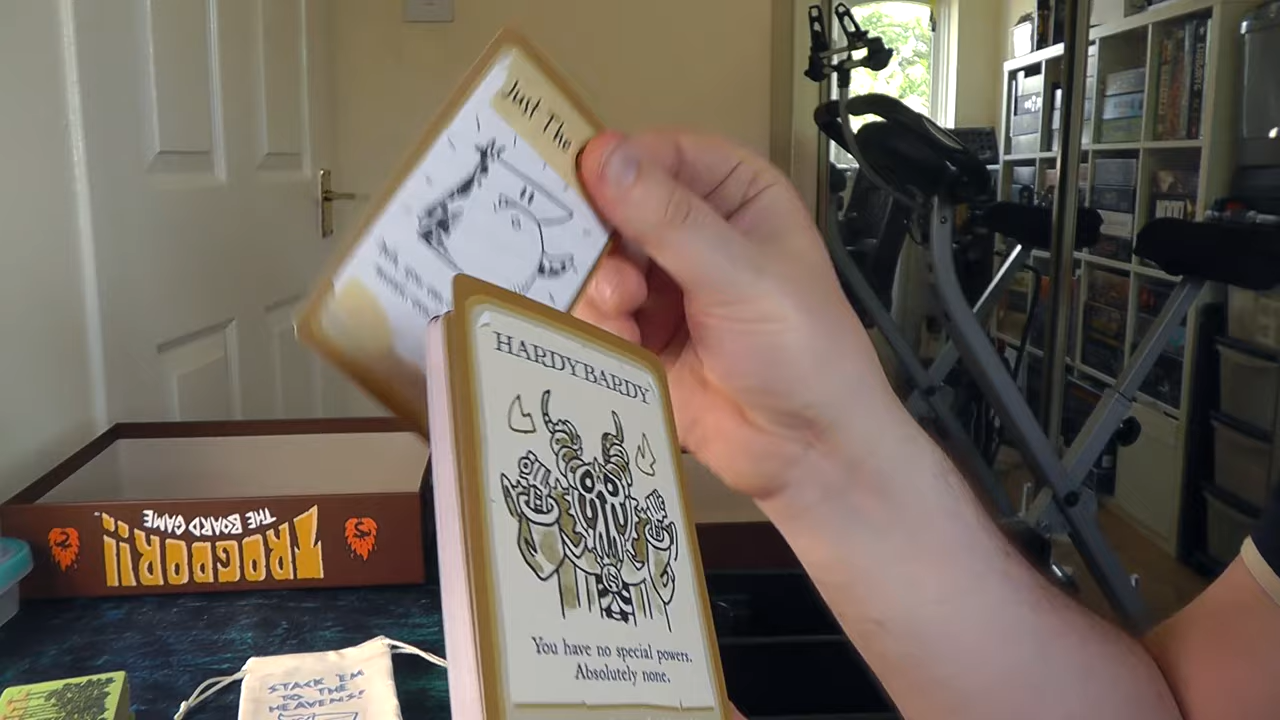 Just The
HARDYBARDY
You have no special powers.
Absolutely none.
TROGDOR!!
THE BOARD GAME
STACK 'EM
TO THE
HEAVENS!